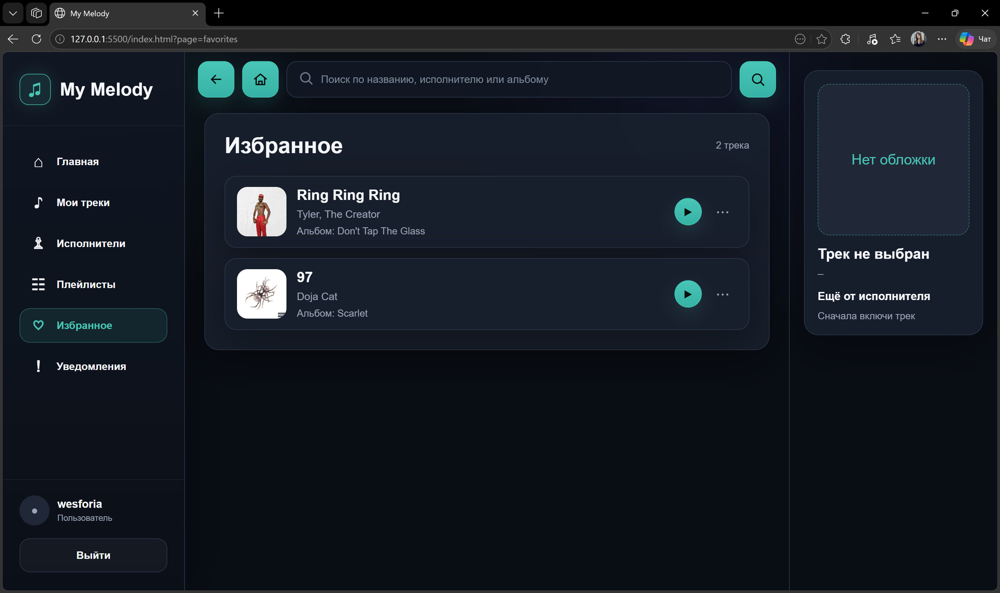 My Melody
127.0.0.1:5500/index.html?page=favorites
Чат
My Melody
Главная
Мои треки
Исполнители
Плейлисты
Избранное
Уведомления
wesforia
Пользователь
Выйти
Поиск по названию, исполнителю или альбому
Избранное
2 трека
Ring Ring Ring
Tyler, The Creator
Альбом: Don't Tap The Glass
97
Doja Cat
Альбом: Scarlet
Нет обложки
Трек не выбран
—
Ещё от исполнителя
Сначала включи трек